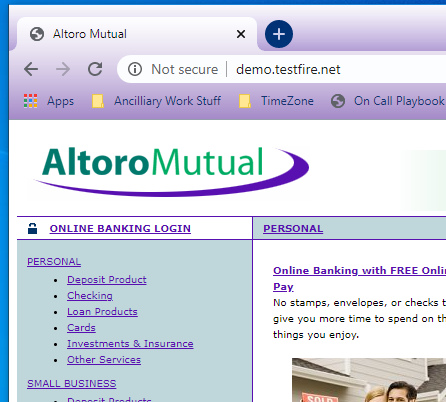 Altoro Mutual
Not secure | demo.testfire.net
Apps Ancilliary Work Stuff TimeZone On Call Playbook
AltoroMutual
ONLINE BANKING LOGIN
PERSONAL
PERSONAL
Deposit Product
Checking
Loan Products
Cards
Investments & Insurance
Other Services
SMALL BUSINESS
Deposit Products
Online Banking with FREE Onli
Pay
No stamps, envelopes, or checks t
give you more time to spend on th
things you enjoy.
SOLD